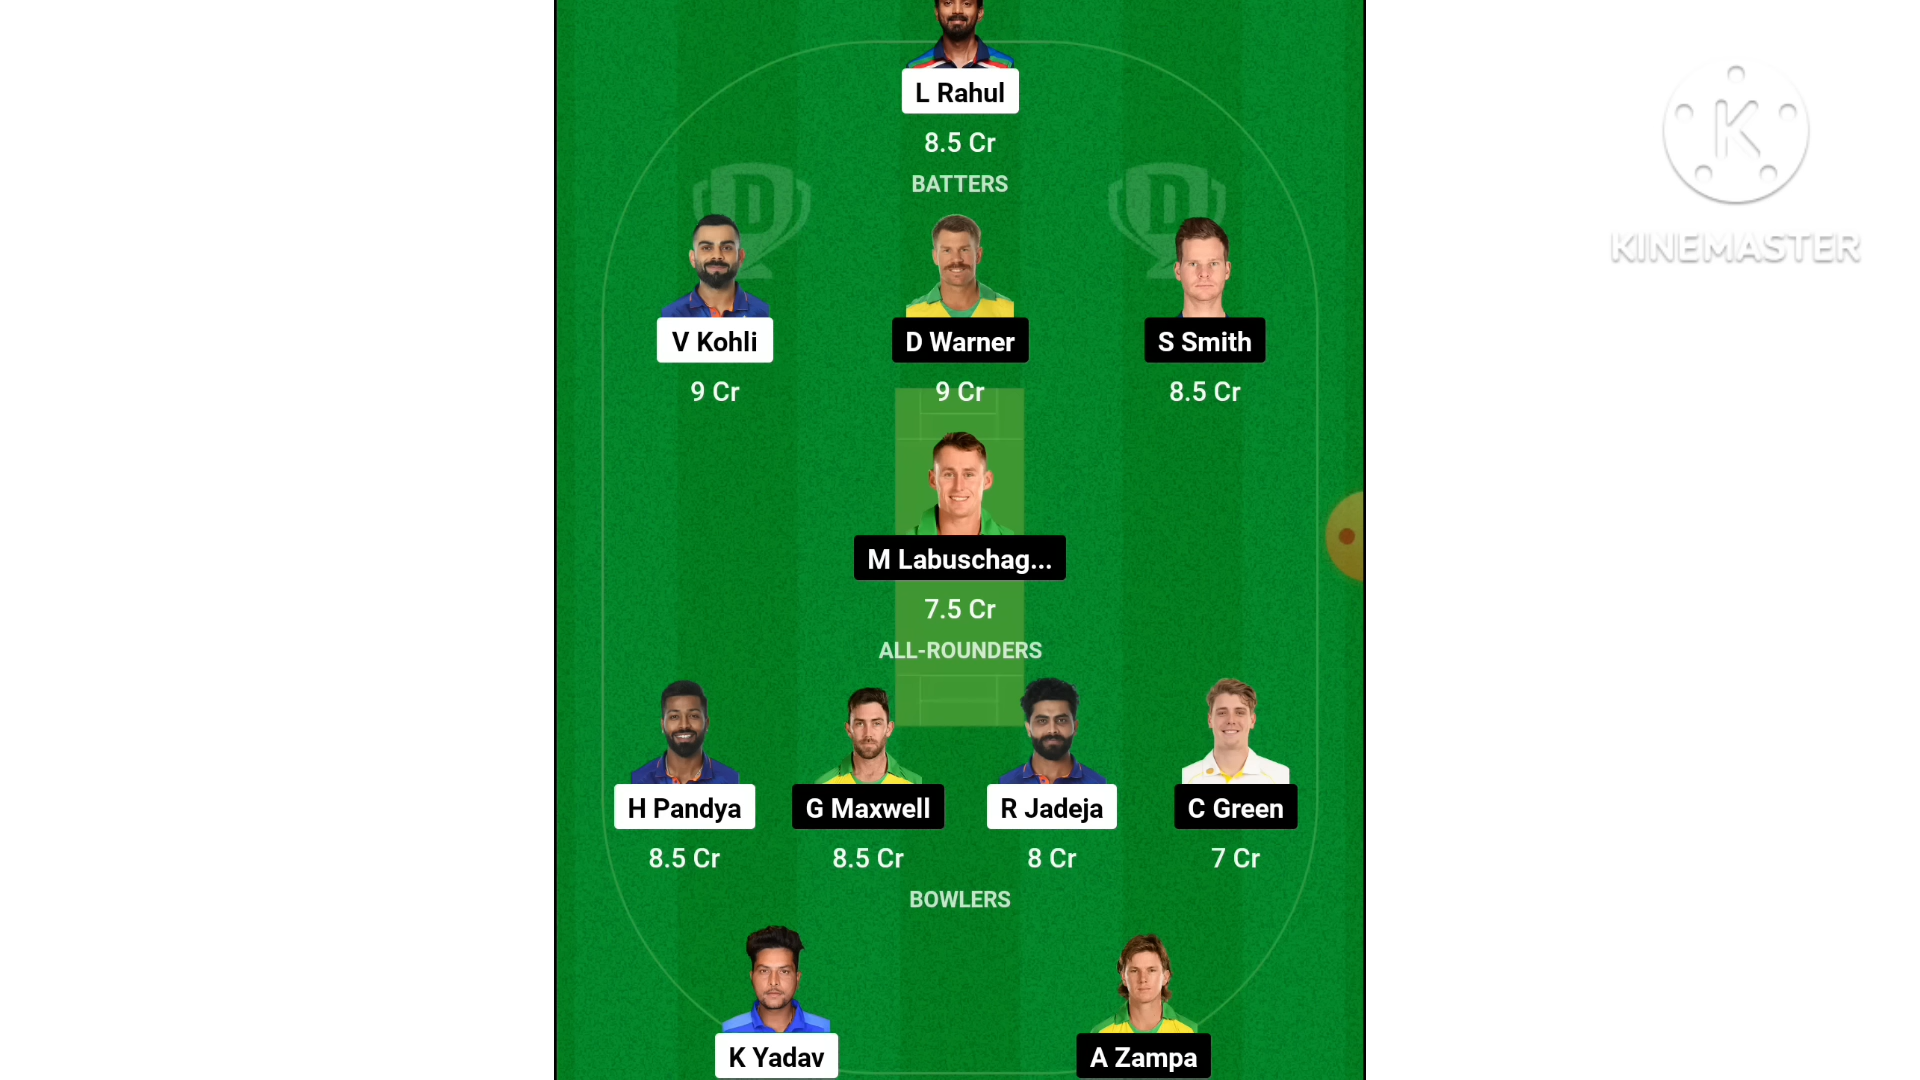 L Rahul
8.5 Cr
BATTERS
V Kohli
D Warner
S Smith
9 Cr
9 Cr
8.5 Cr
M Labuschag...
7.5 Cr
ALL-ROUNDERS
H Pandya
G Maxwell
R Jadeja
C Green
8.5 Cr
8.5 Cr
8 Cr
7 Cr
BOWLERS
K Yadav
A Zampa
K
KINEMASTER
D
D